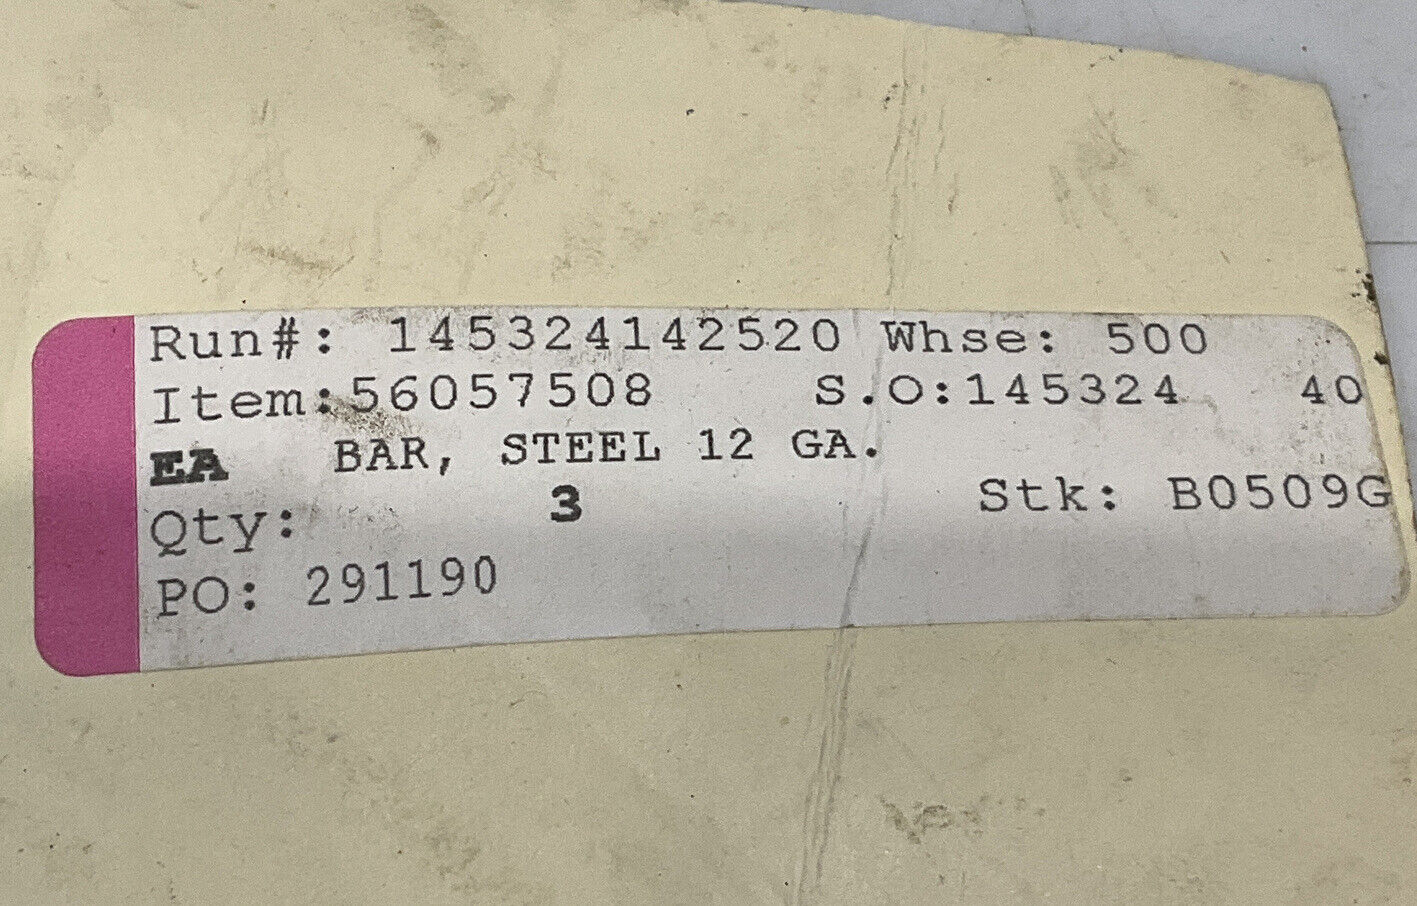 Run#: 145324142520 Whse: 500
Item:56057508 S.O:145324 40
EA BAR, STEEL 12 GA.
Qty: 3 Stk: B0509G
PO: 291190